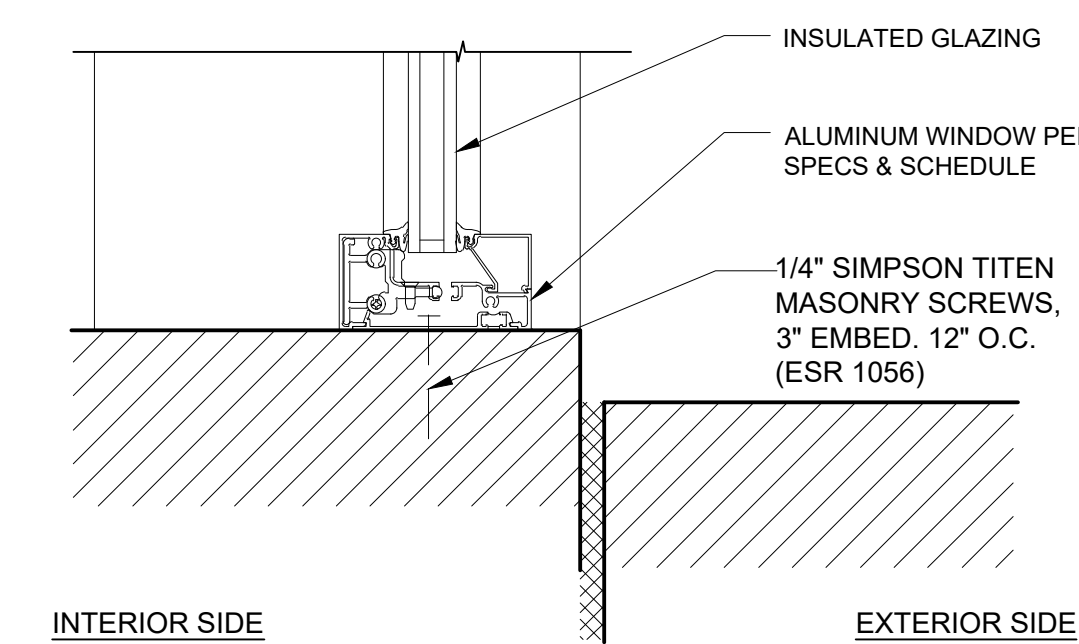 INSULATED GLAZING
ALUMINUM WINDOW
SPECS & SCHEDULE
1/4" SIMPSON TITEN
MASONRY SCREWS,
3" EMBED. 12" O.C.
(ESR 1056)
INTERIOR SIDE
EXTERIOR SIDE